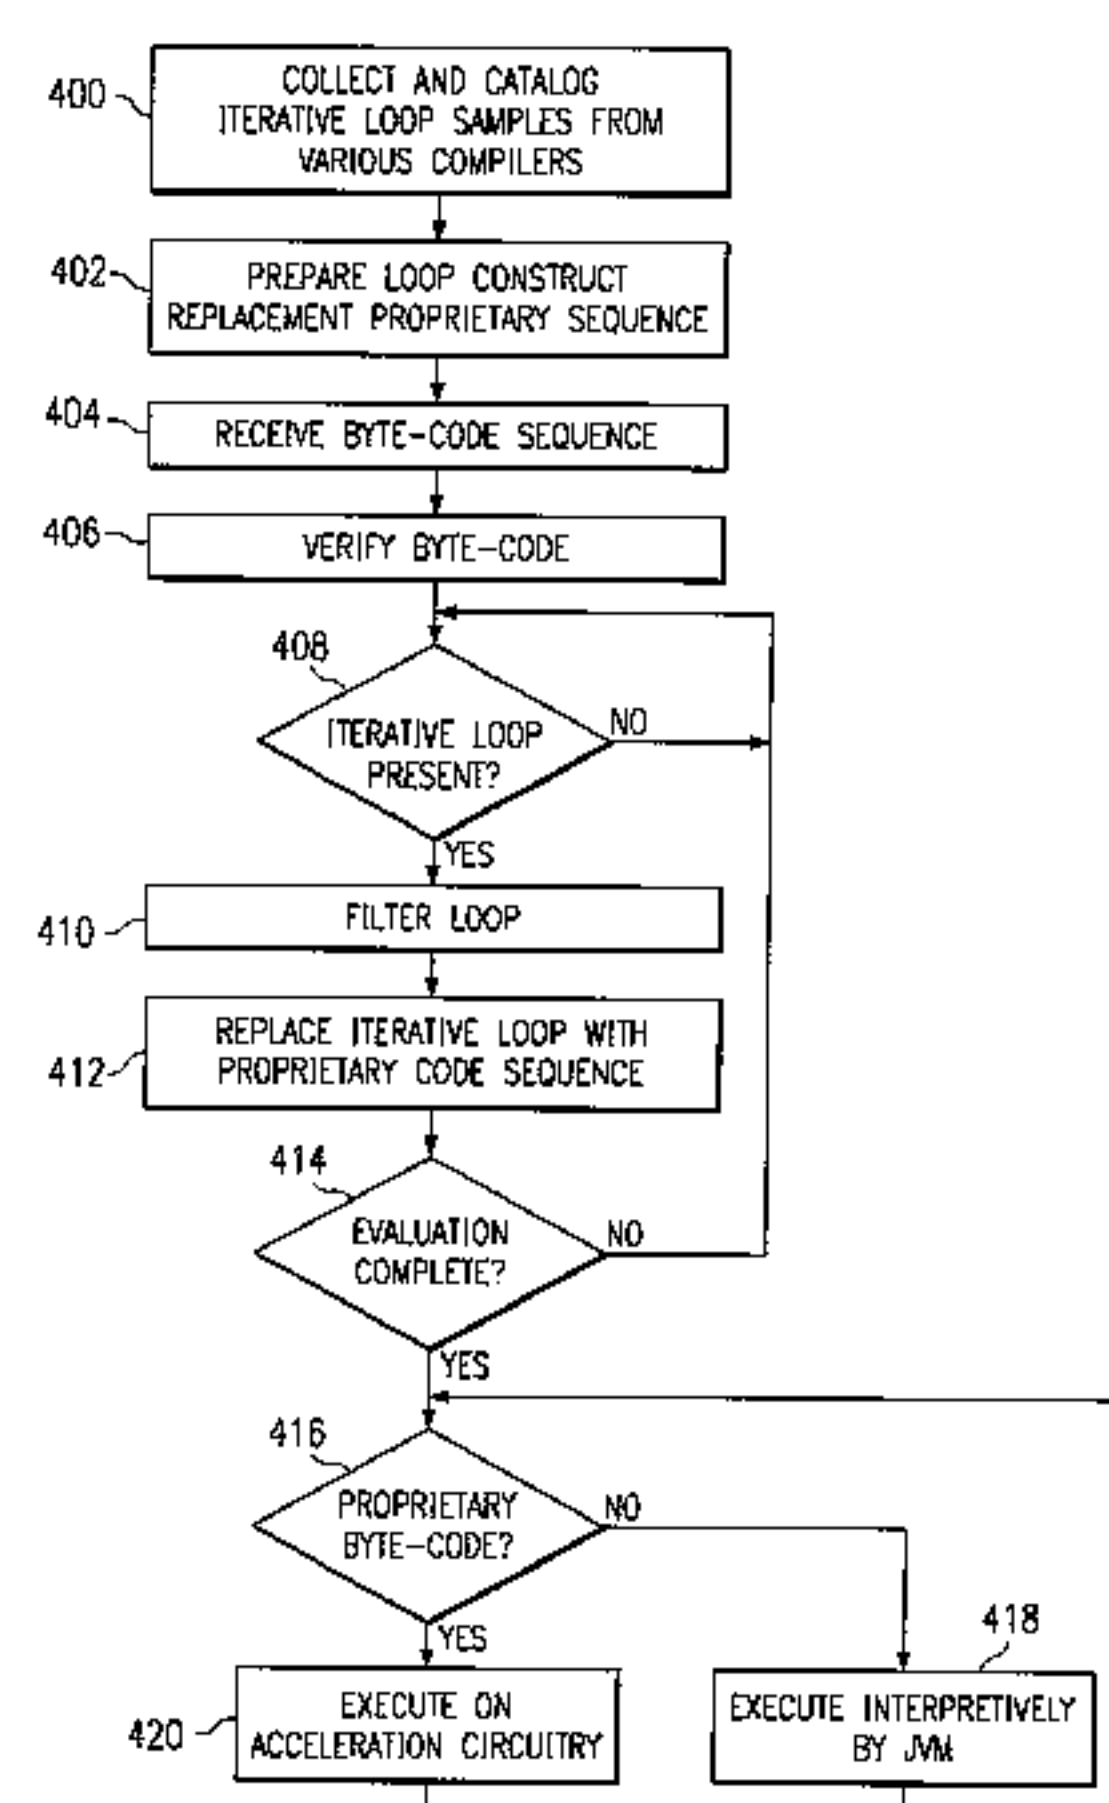 400
COLLECT AND CATALOG
ITERATIVE LOOP SAMPLES FROM
VARIOUS COMPILERS
402
PREPARE LOOP CONSTRUCT
REPLACEMENT PROPRIETARY SEQUENCE
404
RECEIVE BYTE-CODE SEQUENCE
406
VERIFY BYTE-CODE
408
ITERATIVE LOOP
PRESENT?
NO
YES
410
FILTER LOOP
412
REPLACE ITERATIVE LOOP WITH
PROPRIETARY CODE SEQUENCE
414
EVALUATION
COMPLETE?
NO
YES
416
PROPRIETARY
BYTE-CODE?
NO
YES
418
420
EXECUTE ON
ACCELERATION CIRCUITRY
EXECUTE INTERPRETIVELY
BY JVM